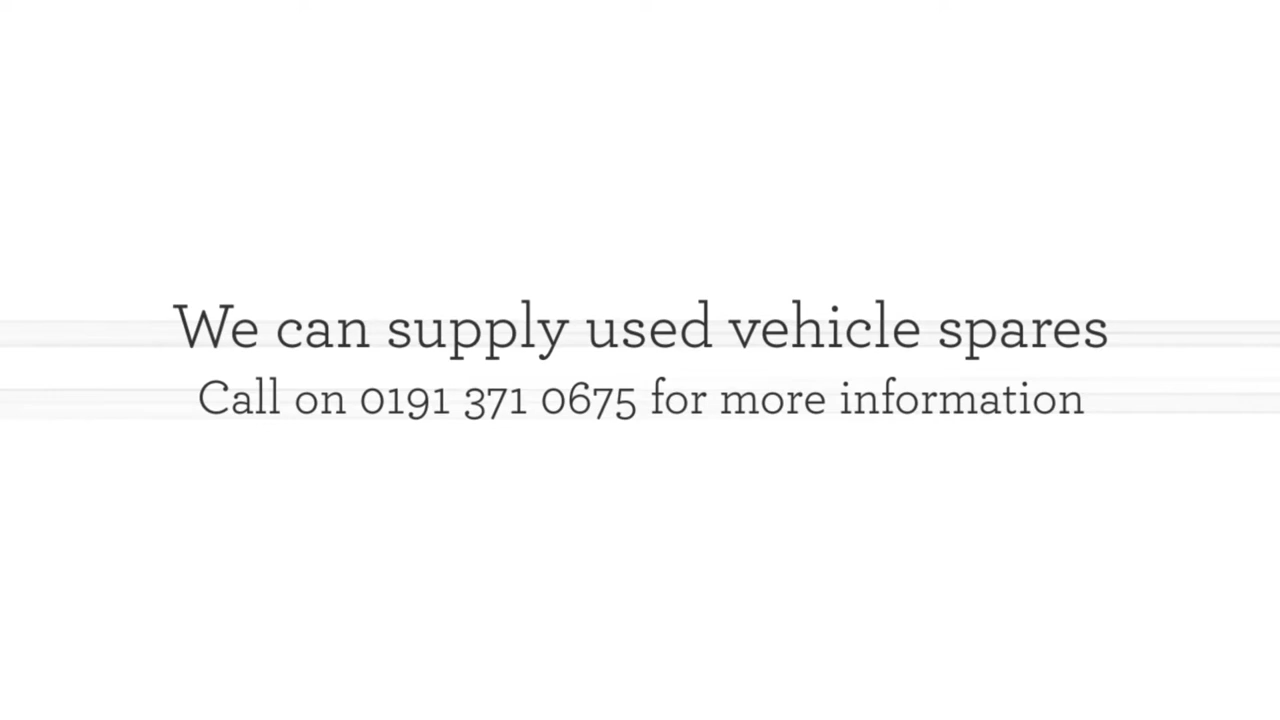 We can supply used vehicle spares
Call on 0191 371 0675 for more information